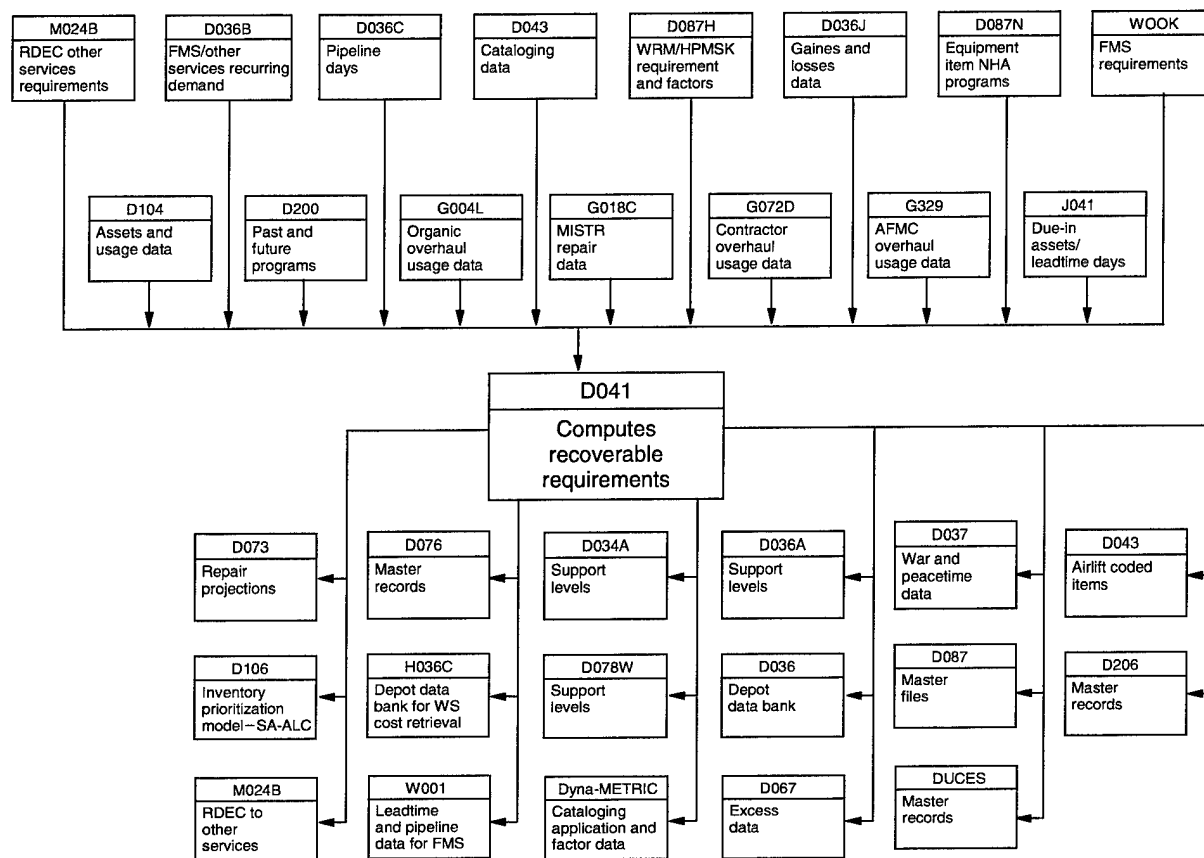 M024B
RDEC other
services
requirements
D036B
FMS/other
services recurring
demand
D036C
Pipeline
days
D043
Cataloging
data
D087H
WRM/HPMSK
requirement
and factors
D036J
Gaines and
losses
data
D087N
Equipment
item NHA
programs
WOOK
FMS
requirements
D104
Assets and
usage data
D200
Past and
future
programs
G004L
Organic
overhaul
usage data
G018C
MISTR
repair
data
G072D
Contractor
overhaul
usage data
G329
AFMC
overhaul
usage data
J041
Due-in
assets/
leadtime days
D041
Computes
recoverable
requirements
D073
Repair
projections
D076
Master
records
D034A
Support
levels
D036A
Support
levels
D037
War and
peacetime
data
D043
Airlift coded
items
D106
Inventory
prioritization
model–SA-ALC
H036C
Depot data
bank for WS
cost retrieval
D078W
Support
levels
D036
Depot
data bank
D087
Master
files
D206
Master
records
M024B
RDEC to
other
services
W001
Leadtime
and pipeline
data for FMS
Dyna-METRIC
Cataloging
application and
factor data
D067
Excess
data
DUCES
Master
records